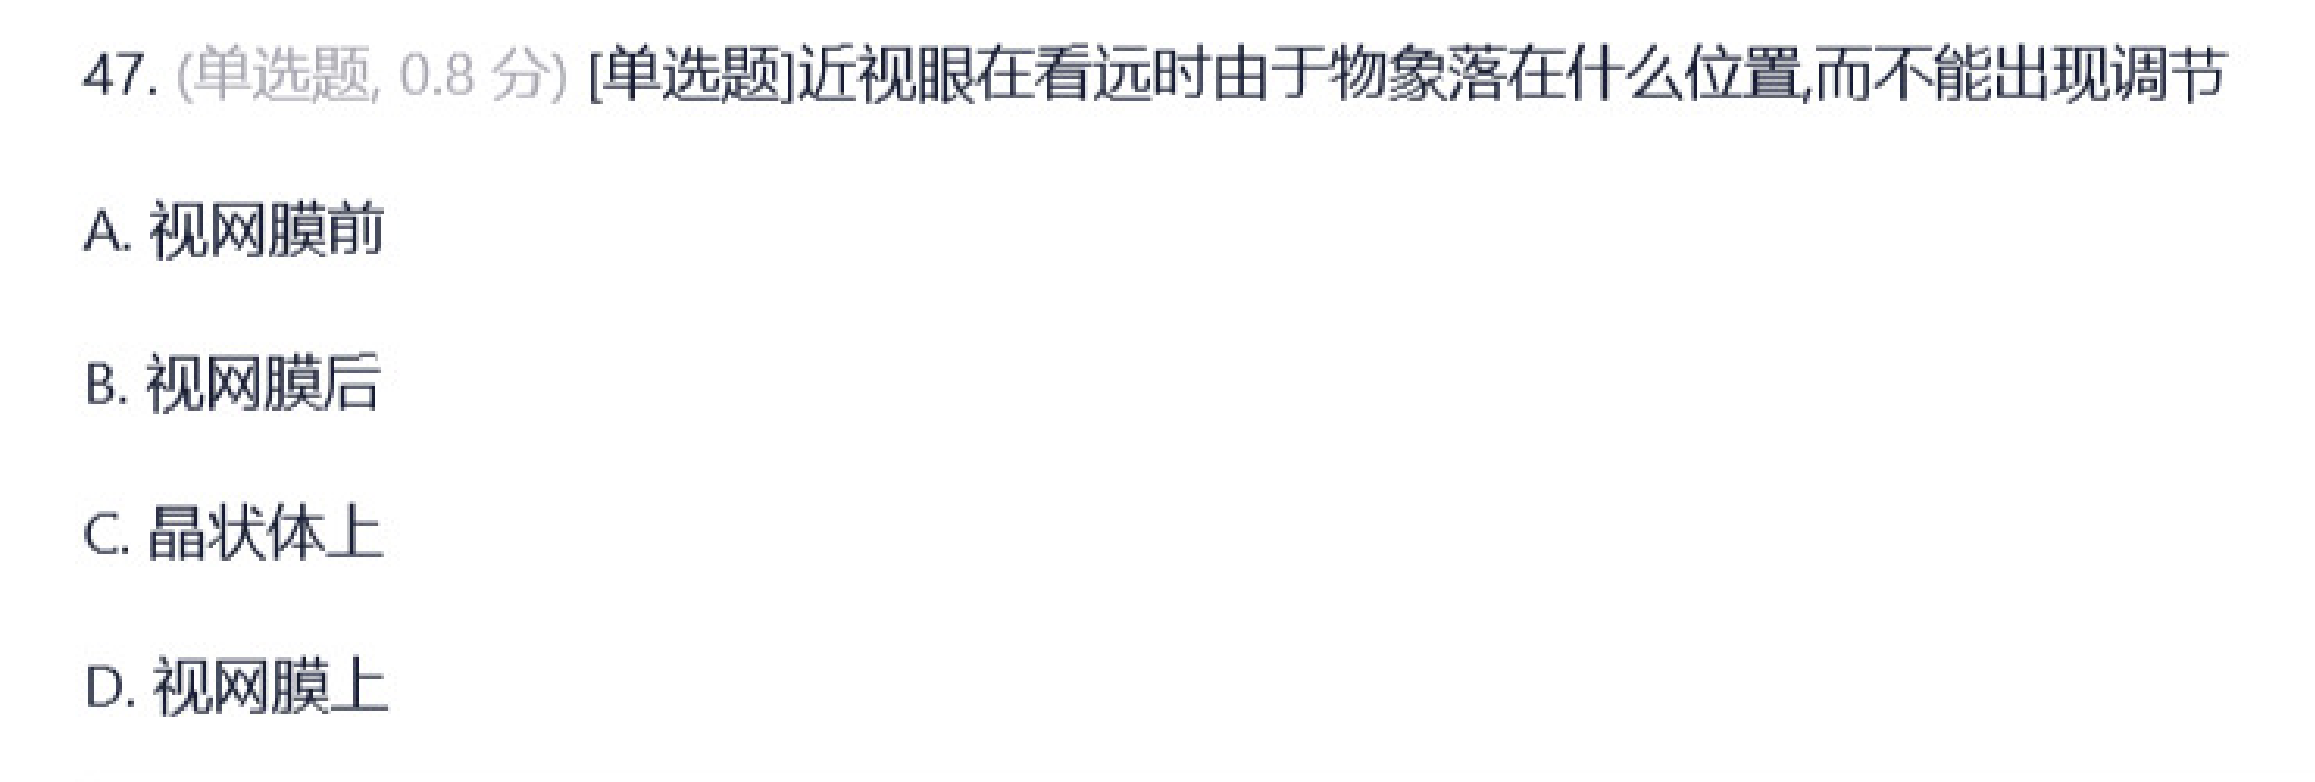 47. (单选题, 0.8 分) [单选题]近视眼在看远时由于物象落在什么位置,而不能出现调节
A. 视网膜前
B. 视网膜后
C. 晶状体上
D. 视网膜上